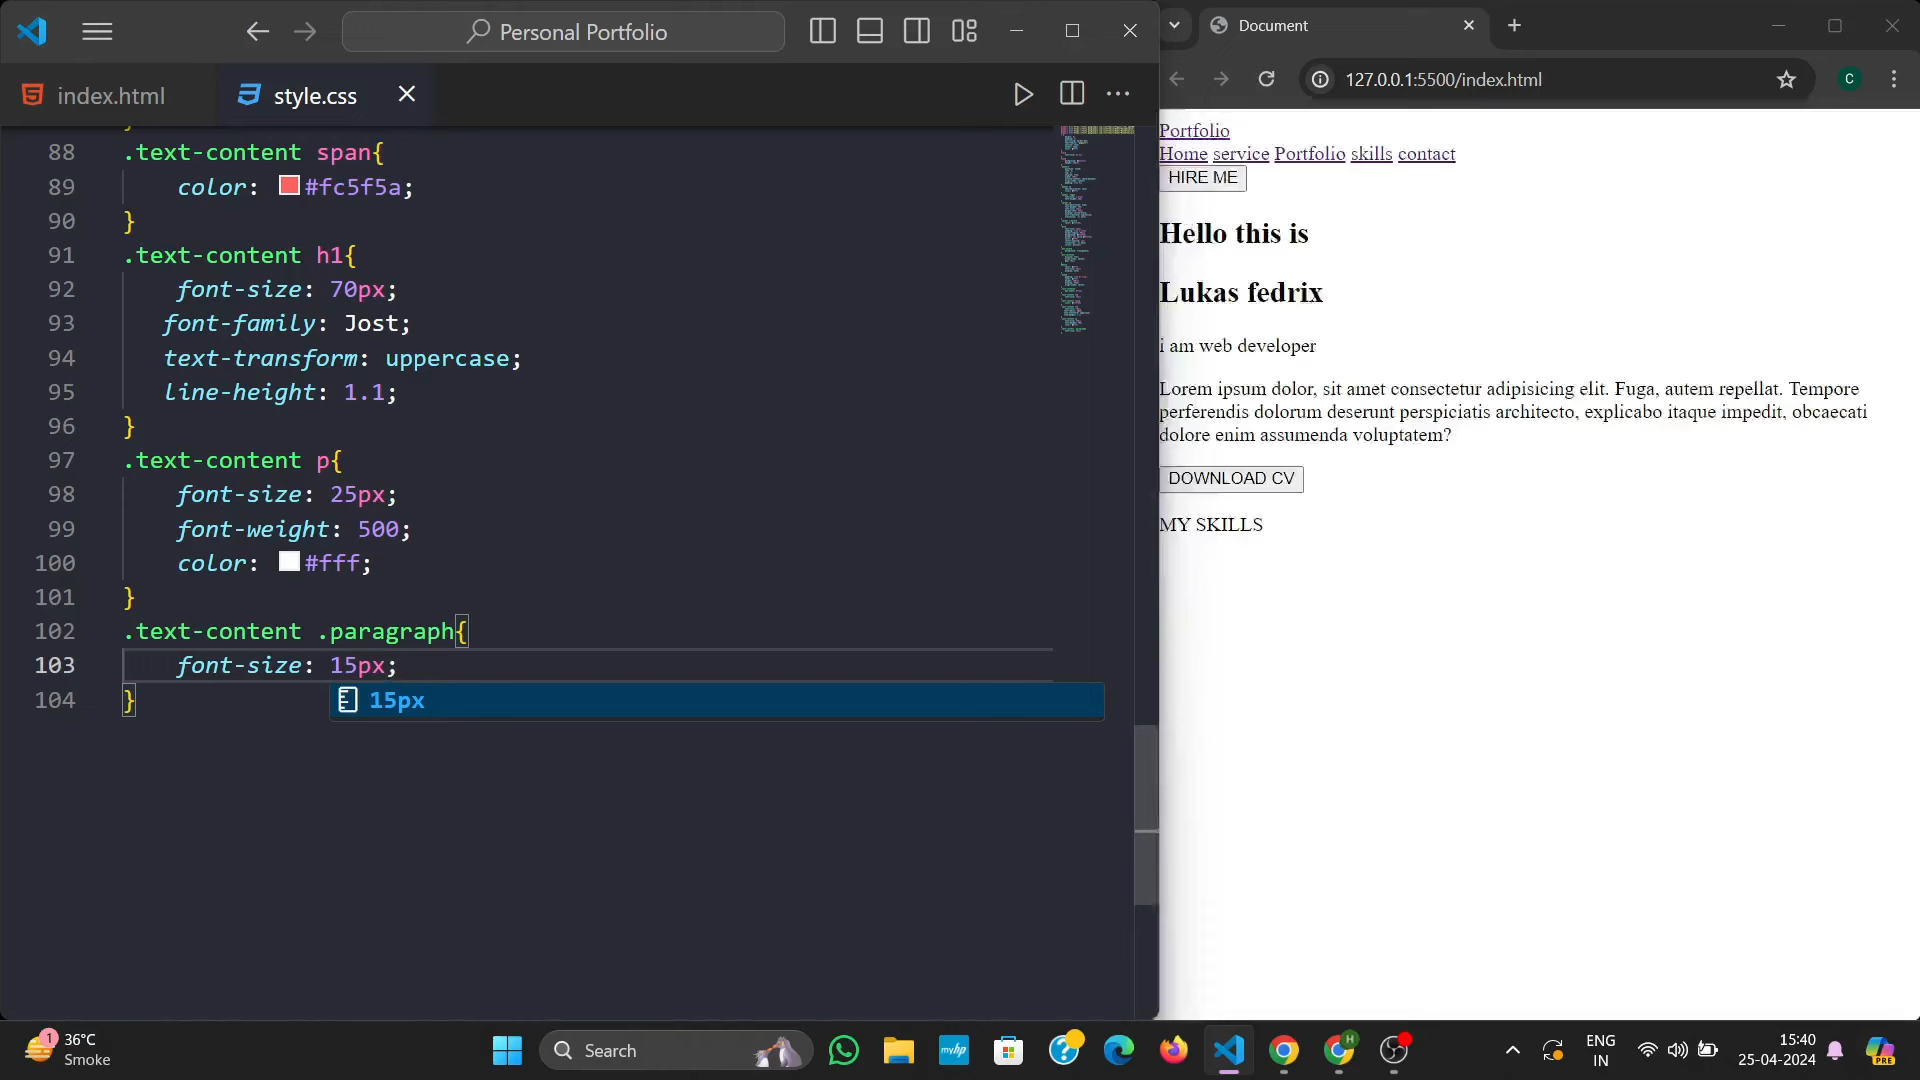 Personal Portfolio
index.html
style.css
}
88 .text-content span{
89 color: #fc5f5a;
90 }
91 .text-content h1{
92 font-size: 70px;
93 font-family: Jost;
94 text-transform: uppercase;
95 line-height: 1.1;
96 }
97 .text-content p{
98 font-size: 25px;
99 font-weight: 500;
100 color: #fff;
101 }
102 .text-content .paragraph{
103 font-size: 15px;
15px
104 }
Document
127.0.0.1:5500/index.html
C
Portfolio
Home service Portfolio skills contact
HIRE ME
Hello this is
Lukas fedrix
i am web developer
Lorem ipsum dolor, sit amet consectetur adipisicing elit. Fuga, autem repellat. Tempore
perferendis dolorum deserunt perspiciatis architecto, explicabo itaque impedit, obcaecati
dolore enim assumenda voluptatem?
DOWNLOAD CV
MY SKILLS
1
36°C
Smoke
Search
myhp
H
ENG
IN
15:40
25-04-2024
PRE